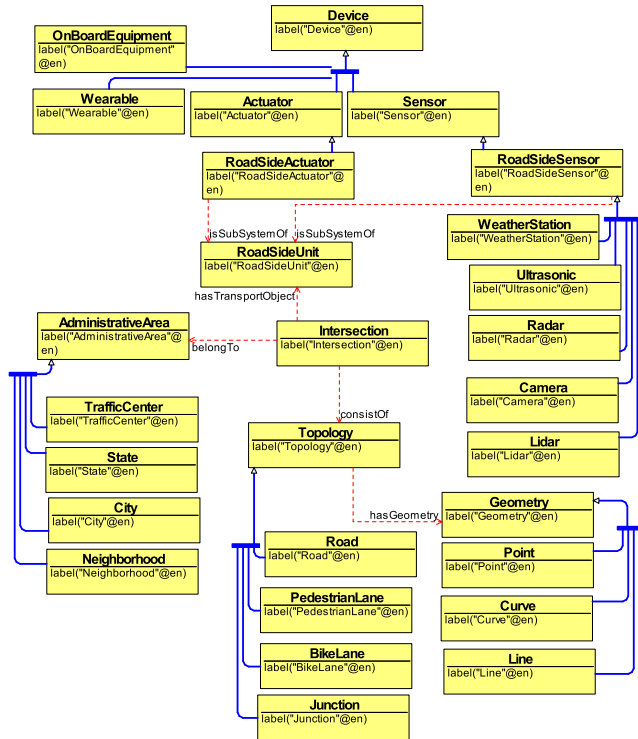 Device
label("Device"@en)
OnBoardEquipment
label("OnBoardEquipment"
@en)
Wearable
label("Wearable"@en)
Actuator
label("Actuator"@en)
Sensor
label("Sensor"@en)
RoadSideActuator
label("RoadSideActuator"@
en)
RoadSideSensor
label("RoadSideSensor"@
en)
isSubSystemOf
isSubSystemOf
RoadSideUnit
label("RoadSideUnit"@en)
WeatherStation
label("WeatherStation"@en)
Ultrasonic
label("Ultrasonic"@en)
hasTransportObject
AdministrativeArea
label("AdministrativeArea"@
en)
belongTo
Intersection
label("Intersection"@en)
Radar
label("Radar"@en)
Camera
label("Camera"@en)
TrafficCenter
label("TrafficCenter"@en)
consistOf
Topology
label("Topology"@en)
Lidar
label("Lidar"@en)
State
label("State"@en)
City
label("City"@en)
hasGeometry
Geometry
label("Geometry"@en)
Neighborhood
label("Neighborhood"@en)
Road
label("Road"@en)
Point
label("Point"@en)
PedestrianLane
label("PedestrianLane"@en)
Curve
label("Curve"@en)
BikeLane
label("BikeLane"@en)
Line
label("Line"@en)
Junction
label("Junction"@en)